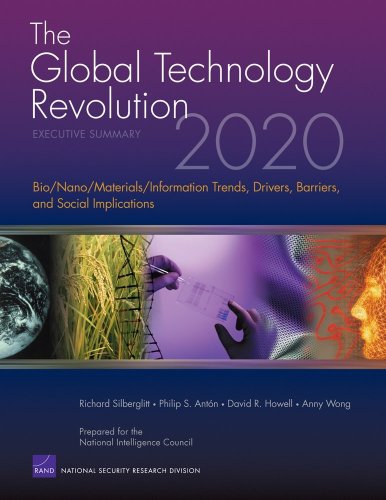 The
Global Technology
Revolution
EXECUTIVE SUMMARY
2020
Bio/Nano/Materials/Information Trends, Drivers, Barriers,
and Social Implications
Richard Silberglitt • Philip S. Antón • David R. Howell • Anny Wong
Prepared for the
National Intelligence Council
RAND NATIONAL SECURITY RESEARCH DIVISION